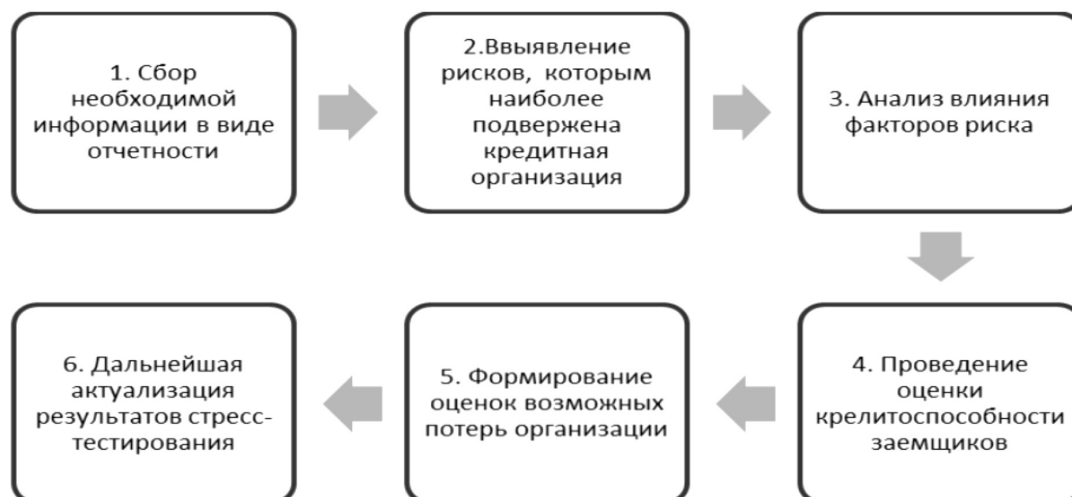 1. Сбор
необходимой
информации в виде
отчетности
2.Ввыявление
рисков, которым
наиболее
подвержена
кредитная
организация
3. Анализ влияния
факторов риска
4. Проведение
оценки
крелитоспособности
заемщиков
5. Формирование
оценок возможных
потерь организации
6. Дальнейшая
актуализация
результатов стресс-
тестирования